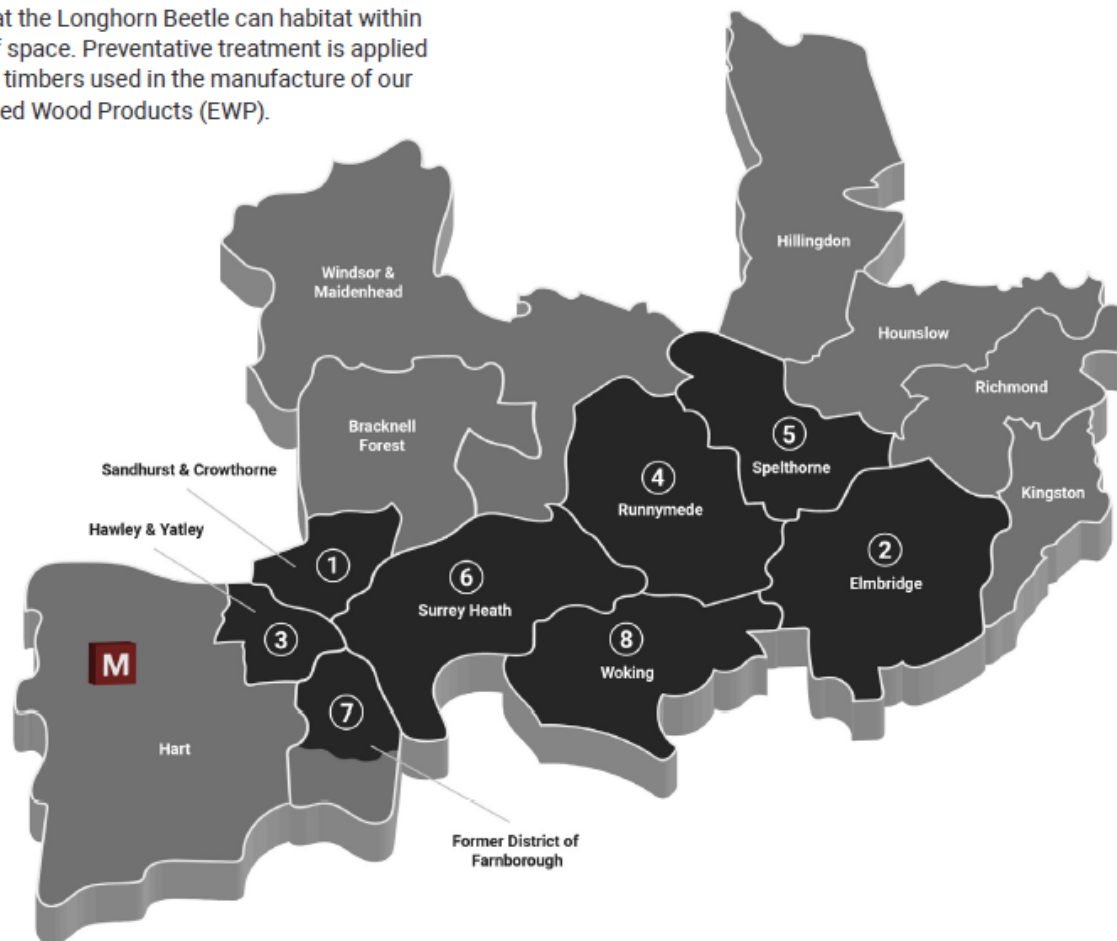 at the Longhorn Beetle can habitat within
f space. Preventative treatment is applied
timbers used in the manufacture of our
ed Wood Products (EWP).
Hillingdon
Windsor &
Maidenhead
Hounslow
Richmond
Bracknell
Forest
5
Spelthorne
Sandhurst & Crowthorne
4
Runnymede
Kingston
Hawley & Yatley
2
Elmbridge
1
6
Surrey Heath
3
8
Woking
M
7
Hart
Former District of
Farnborough